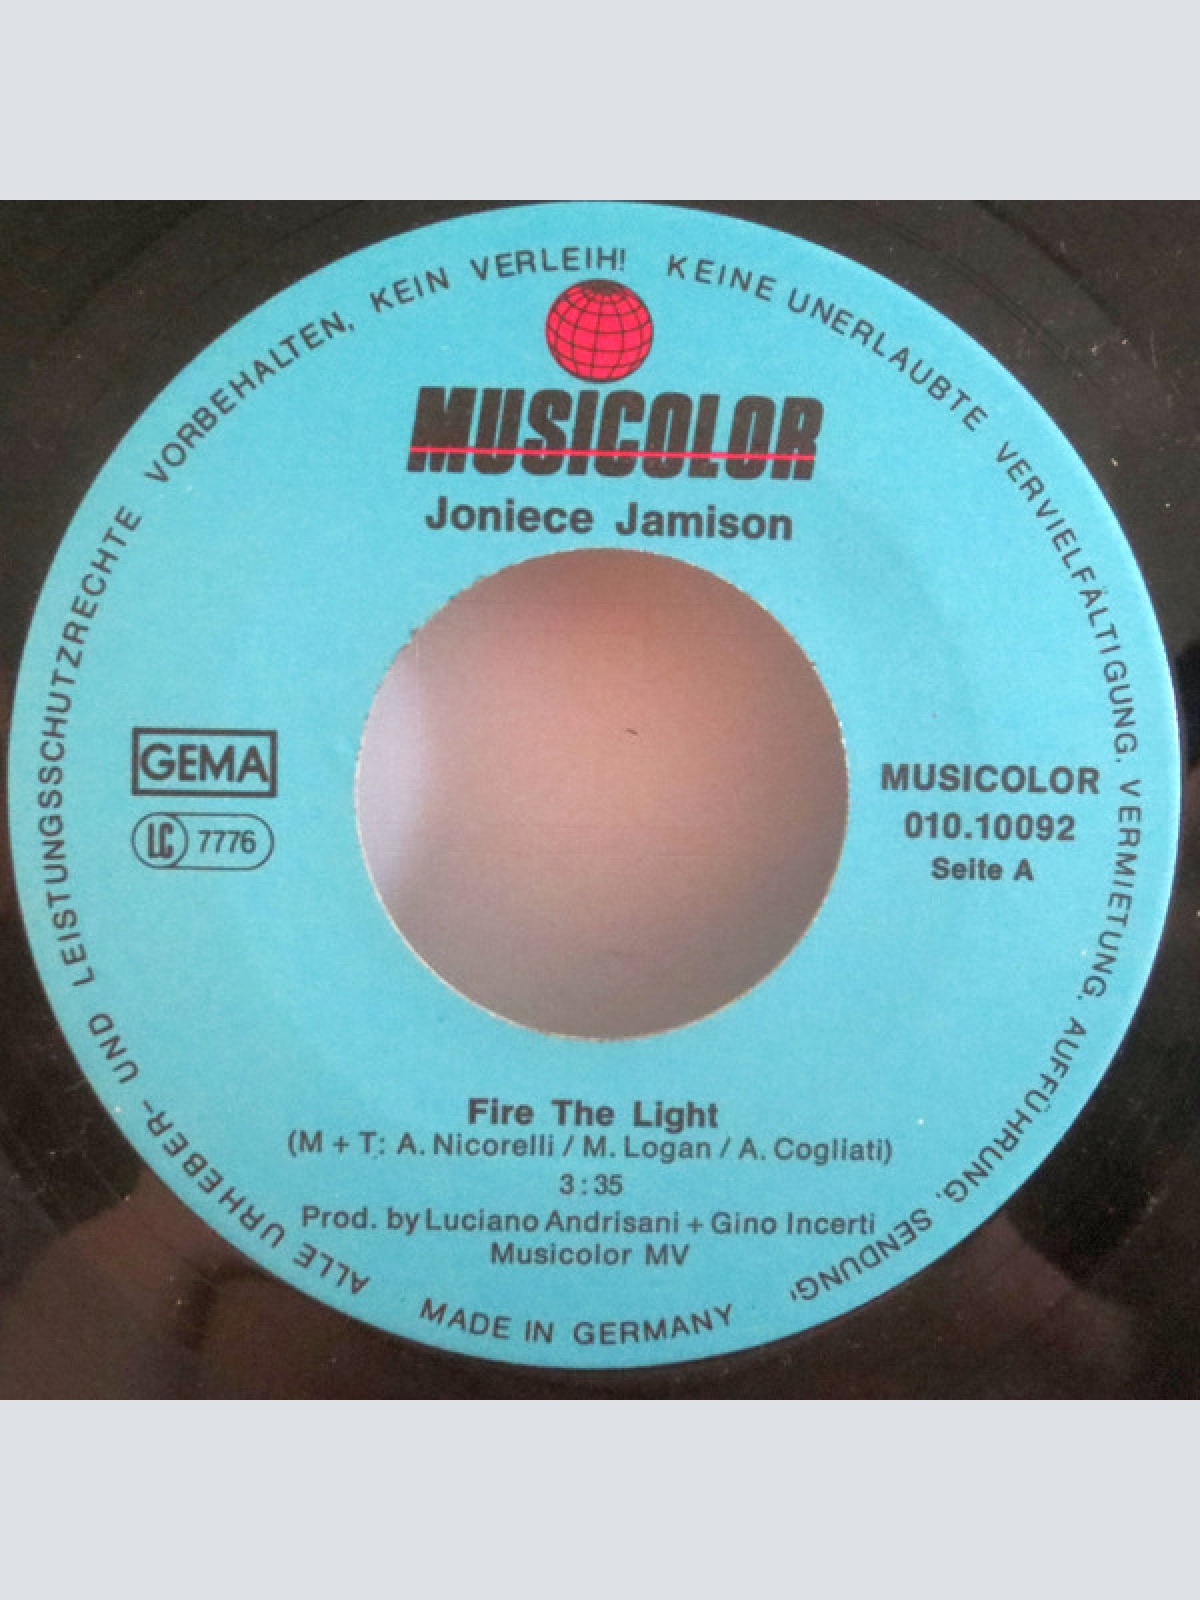 ALLE URHEBER- UND LEISTUNGSSCHUTZRECHTE VORBEHALTEN, KEIN VERLEIH! KEINE UNERLAUBTE VERVIELFÄLTIGUNG, VERMIETUNG, AUFFÜHRUNG, SENDUNG!
MUSICOLOR
Joniece Jamison
GEMA
LC 7776
MUSICOLOR
010.10092
Seite A
Fire The Light
(M + T: A. Nicorelli / M. Logan / A. Cogliati)
3:35
Prod. by Luciano Andrisani + Gino Incerti
Musicolor MV
MADE IN GERMANY